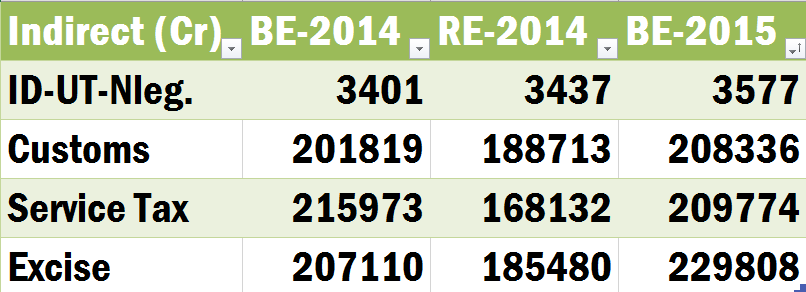 Indirect (Cr) BE-2014 RE-2014 BE-2015
ID-UT-Nleg. 3401 3437 3577
Customs 201819 188713 208336
Service Tax 215973 168132 209774
Excise 207110 185480 229808